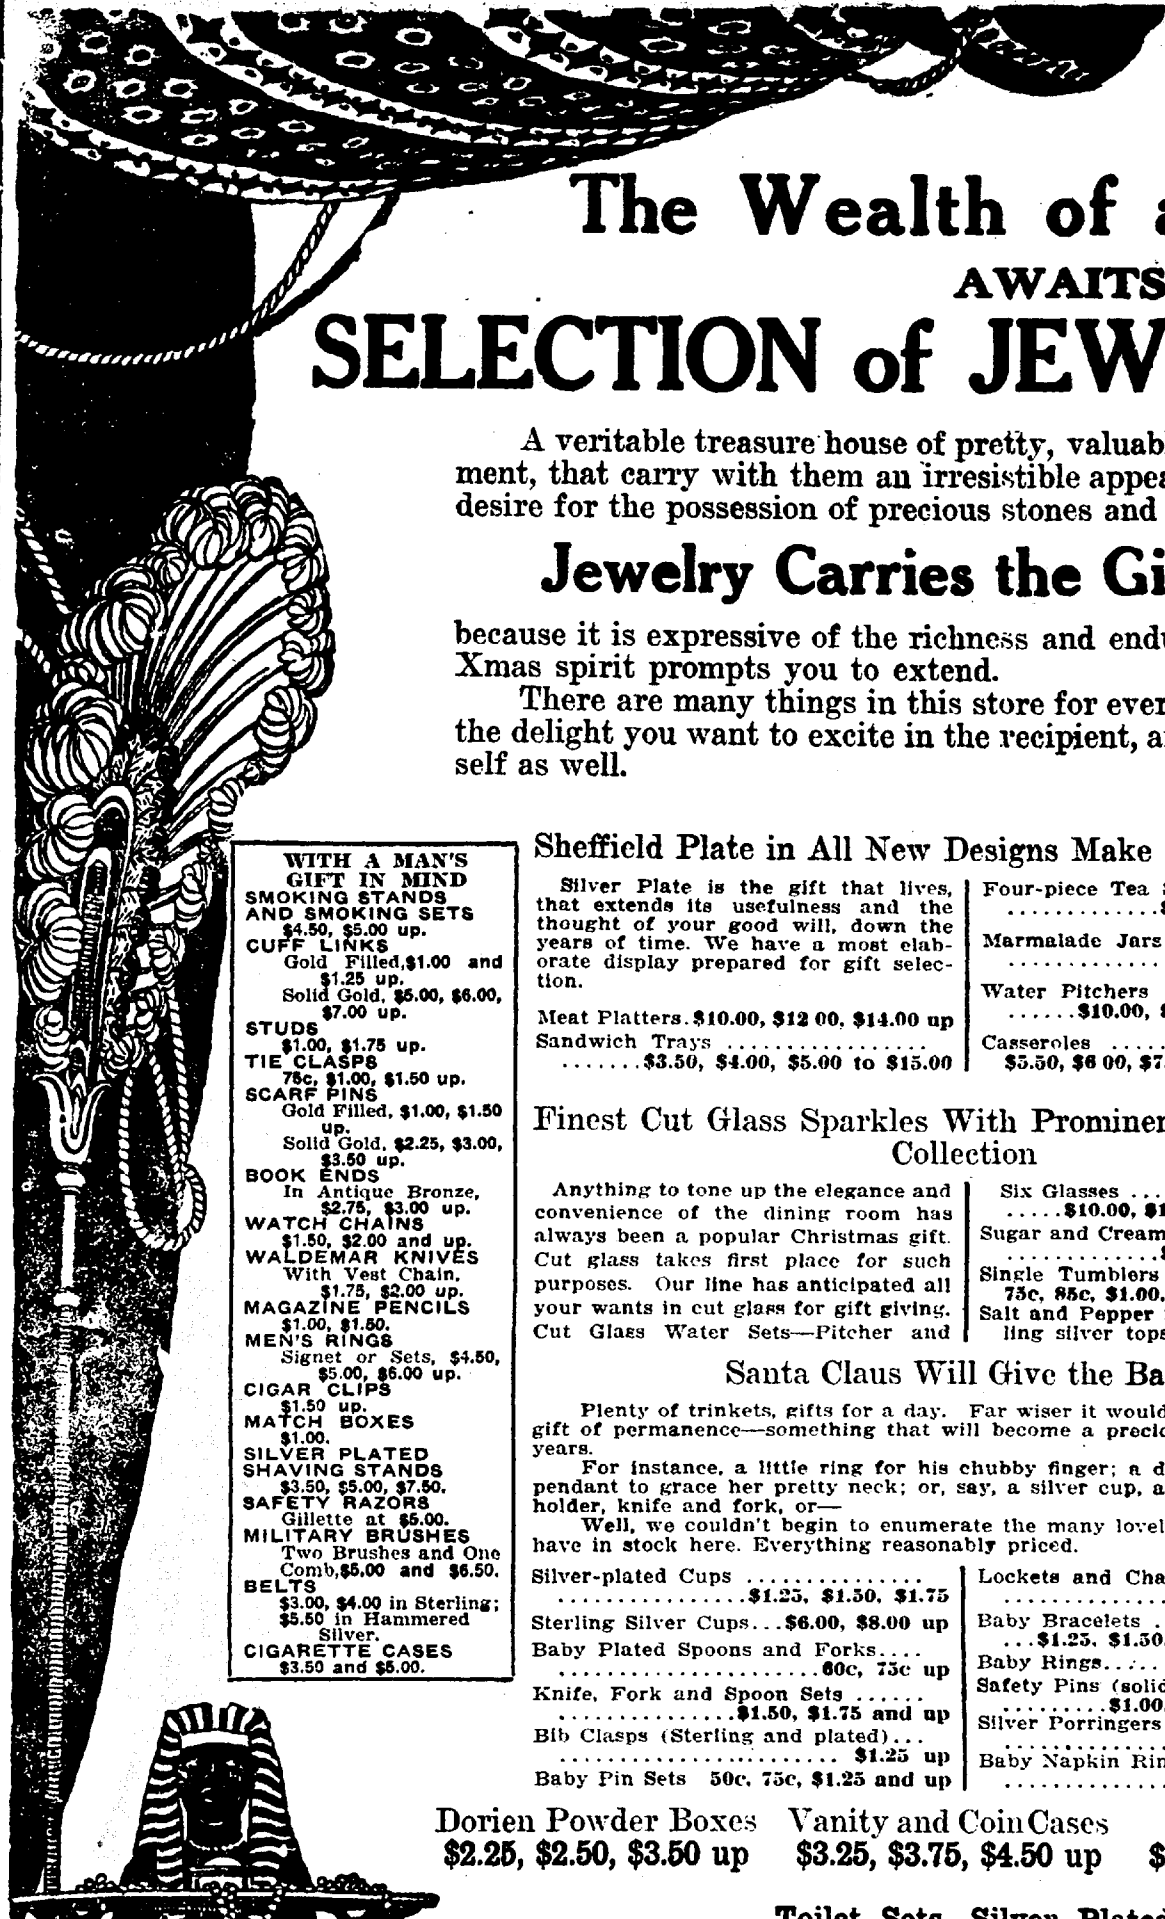 The Wealth of
AWAITS
SELECTION of JEW
A veritable treasure house of pretty, valuab
ment, that carry with them an irresistible appea
desire for the possession of precious stones and
Jewelry Carries the Gi
because it is expressive of the richness and endu
Xmas spirit prompts you to extend.
There are many things in this store for ever
the delight you want to excite in the recipient, a
self as well.
WITH A MAN'S
GIFT IN MIND
SMOKING STANDS
AND SMOKING SETS
$4.50, $5.00 up.
CUFF LINKS
Gold Filled, $1.00 and
$1.25 up.
Solid Gold, $5.00, $6.00,
$7.00 up.
STUDS
$1.00, $1.75 up.
TIE CLASPS
75c, $1.00, $1.50 up.
SCARF PINS
Gold Filled, $1.00, $1.50
up.
Solid Gold, $2.25, $3.00,
$3.50 up.
BOOK ENDS
In Antique Bronze,
$2.75, $3.00 up.
WATCH CHAINS
$1.50, $2.00 and up.
WALDEMAR KNIVES
With Vest Chain,
$1.75, $2.00 up.
MAGAZINE PENCILS
$1.00, $1.50.
MEN'S RINGS
Signet or Sets, $4.50,
$5.00, $6.00 up.
CIGAR CLIPS
$1.50 up.
MATCH BOXES
$1.00.
SILVER PLATED
SHAVING STANDS
$3.50, $5.00, $7.50.
SAFETY RAZORS
Gillette at $5.00.
MILITARY BRUSHES
Two Brushes and One
Comb, $5.00 and $6.50.
BELTS
$3.00, $4.00 in Sterling;
$5.50 in Hammered
Silver.
CIGARETTE CASES
$3.50 and $5.00.
Sheffield Plate in All New Designs Make
Silver Plate is the gift that lives,
that extends its usefulness and the
thought of your good will, down the
years of time. We have a most elab-
orate display prepared for gift selec-
tion.
Meat Platters. $10.00, $12 00, $14.00 up
Sandwich Trays ................
.......$3.50, $4.00, $5.00 to $15.00
Four-piece Tea
.............$
Marmalade Jars
.............
Water Pitchers
......$10.00, $
Casseroles .....
$5.50, $6 00, $7.
Finest Cut Glass Sparkles With Prominen
Collection
Anything to tone up the elegance and
convenience of the dining room has
always been a popular Christmas gift.
Cut glass takes first place for such
purposes. Our line has anticipated all
your wants in cut glass for gift giving.
Cut Glass Water Sets—Pitcher and
Six Glasses ...
.....$10.00, $1
Sugar and Cream
.............$
Single Tumblers
75c, 85c, $1.00,
Salt and Pepper
ling silver tops
Santa Claus Will Give the Ba
Plenty of trinkets, gifts for a day. Far wiser it would
gift of permanence—something that will become a precio
years.
For instance, a little ring for his chubby finger; a d
pendant to grace her pretty neck; or, say, a silver cup, a
holder, knife and fork, or—
Well, we couldn't begin to enumerate the many lovel
have in stock here. Everything reasonably priced.
Silver-plated Cups ...............
................$1.25, $1.50, $1.75
Sterling Silver Cups...$6.00, $8.00 up
Baby Plated Spoons and Forks....
......................60c, 75c up
Knife, Fork and Spoon Sets ......
...............$1.50, $1.75 and up
Bib Clasps (Sterling and plated)...
........................ $1.25 up
Baby Pin Sets 50c, 75c, $1.25 and up
Lockets and Cha
.............
Baby Bracelets .
...$1.25, $1.50,
Baby Rings......
Safety Pins (solid
.........$1.00,
Silver Porringers
.............
Baby Napkin Rin
.............
Dorien Powder Boxes Vanity and Coin Cases
$2.25, $2.50, $3.50 up $3.25, $3.75, $4.50 up $
Toilet Sets, Silver Plated